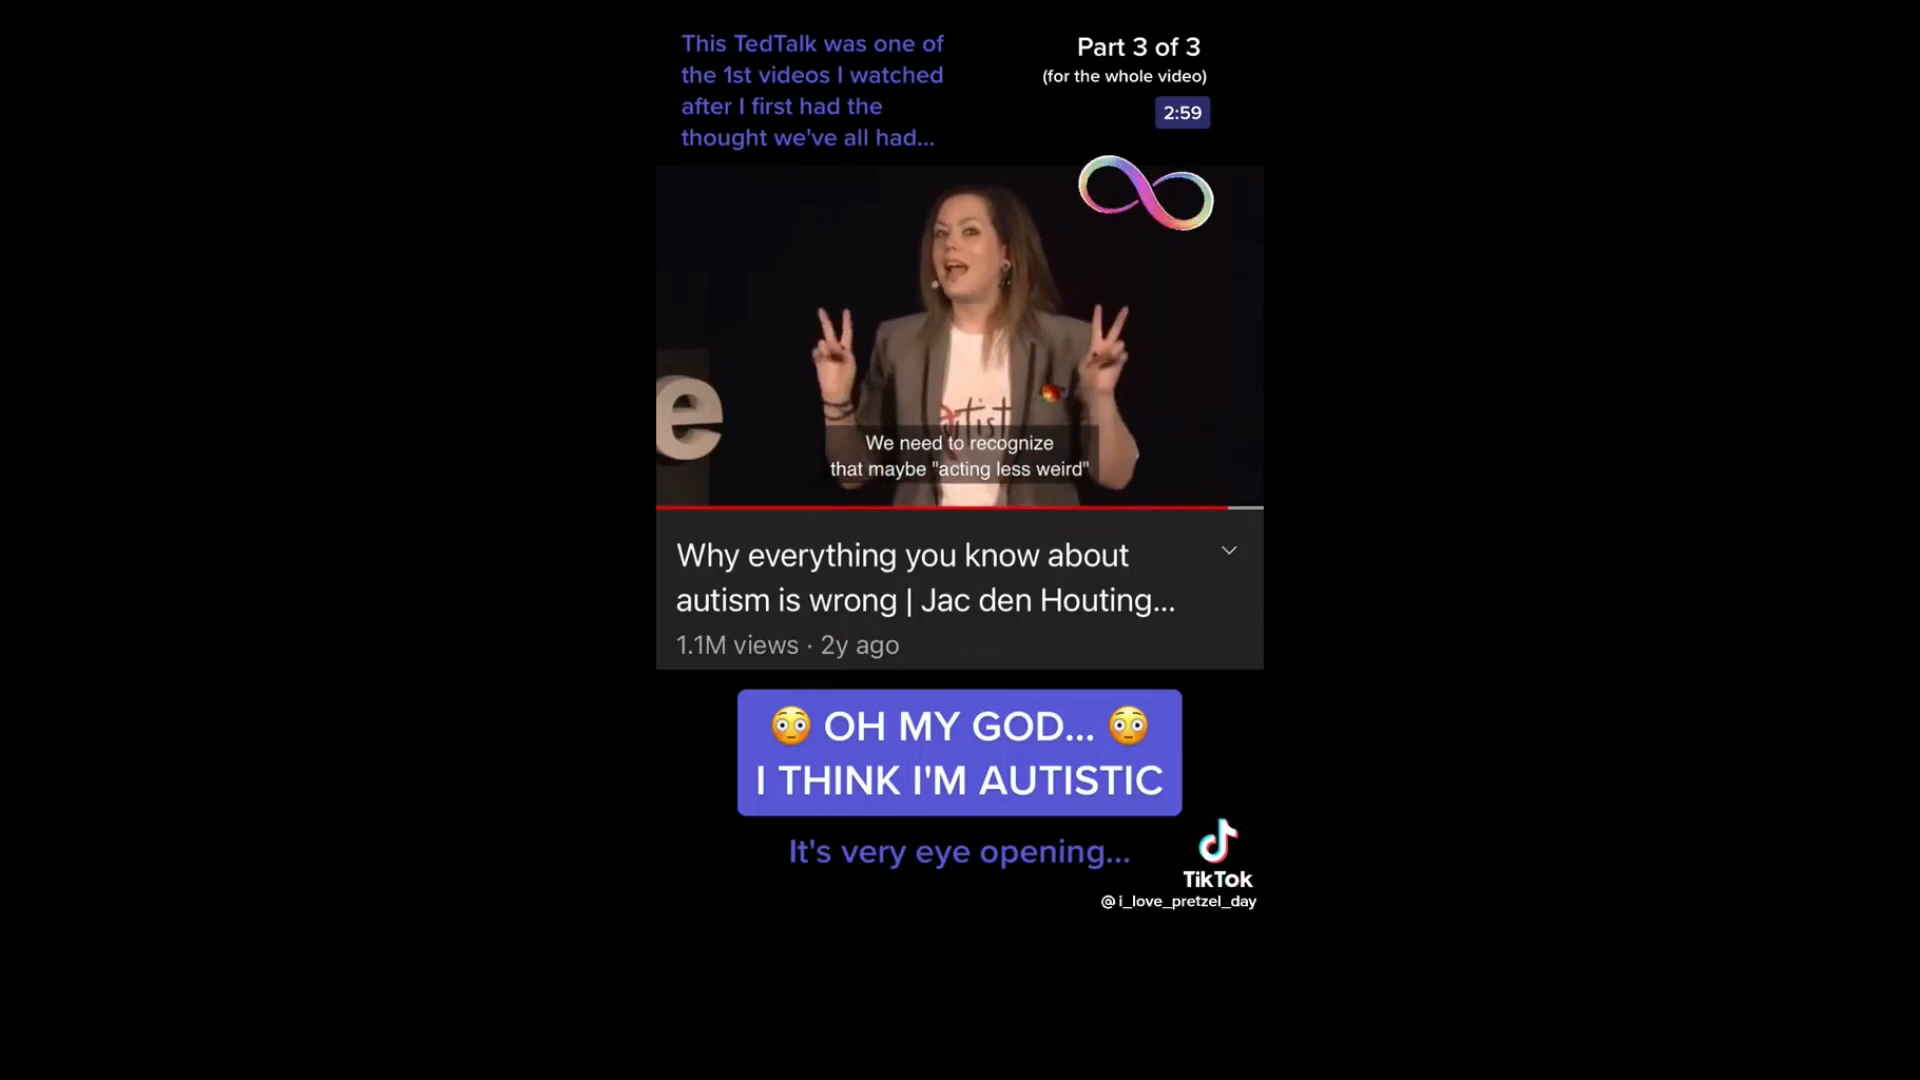 This TedTalk was one of
the 1st videos I watched
after I first had the
thought we've all had...
Part 3 of 3
(for the whole video)
2:59
e
We need to recognize
that maybe "acting less weird"
Why everything you know about
autism is wrong | Jac den Houting...
1.1M views · 2y ago
😳 OH MY GOD... 😳
I THINK I'M AUTISTIC
It's very eye opening...
TikTok
@i_love_pretzel_day